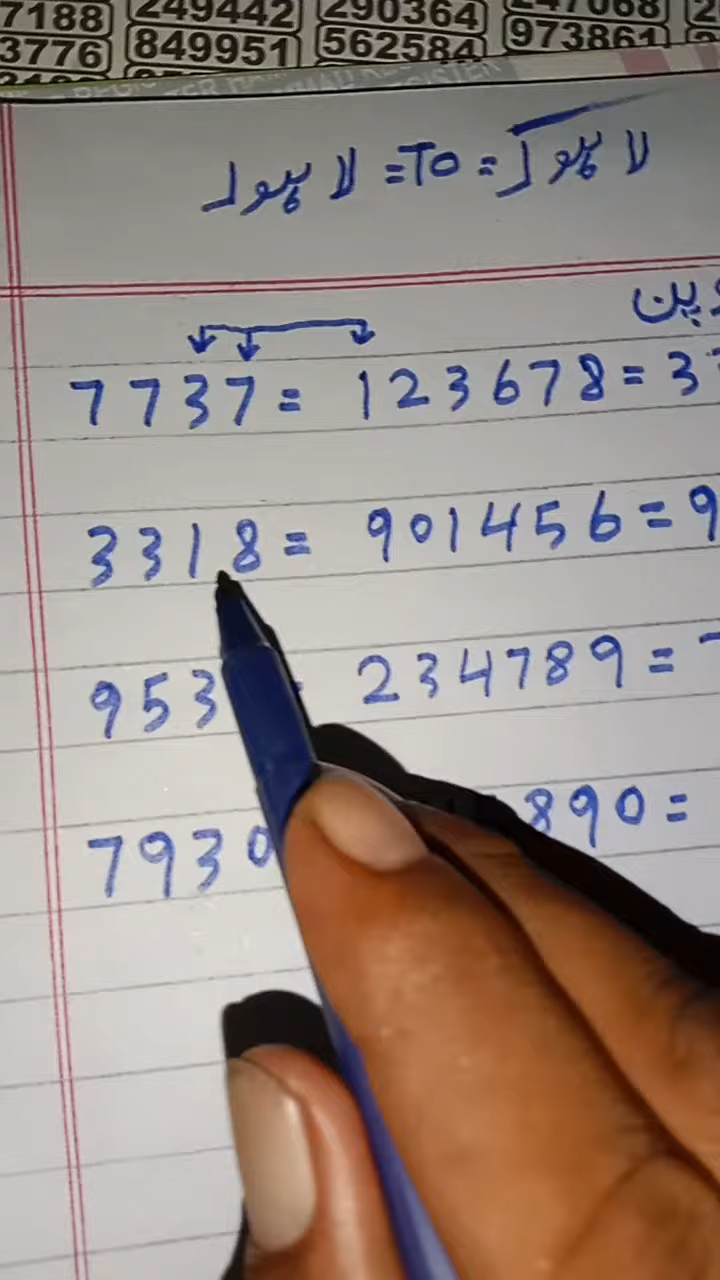 7188 249442 290364
3776 849951 562584 973861
لاہور =TO= لاہور
7737 = 123678 = 3
3318 = 901456 = 9
953 234789 =
7930 890 =